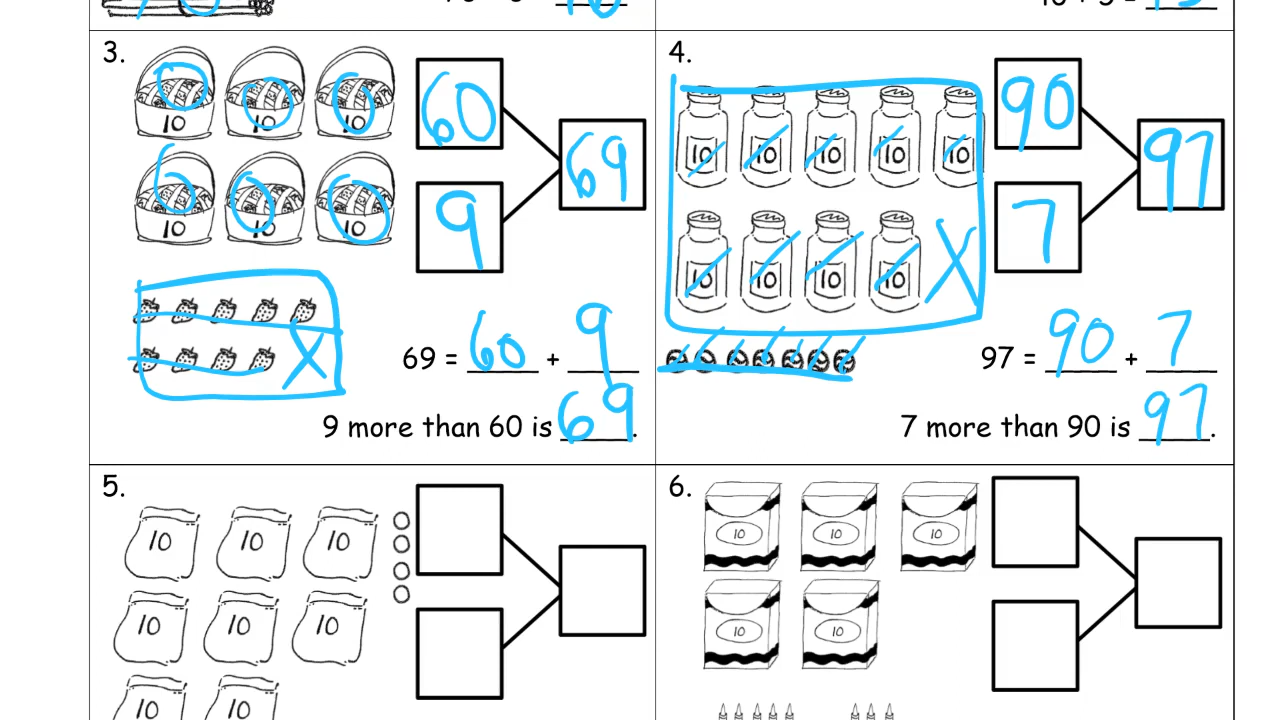 3.
10 10 10
10 10 10
60
9
69
69 = 60 + 9
9 more than 60 is 69.
4.
10 10 10 10 10
10 10 10 10 X
90
7
97
97 = 90 + 7
7 more than 90 is 97.
X
5.
10 10 10
10 10 10
10 10
6.
10 10 10
10 10